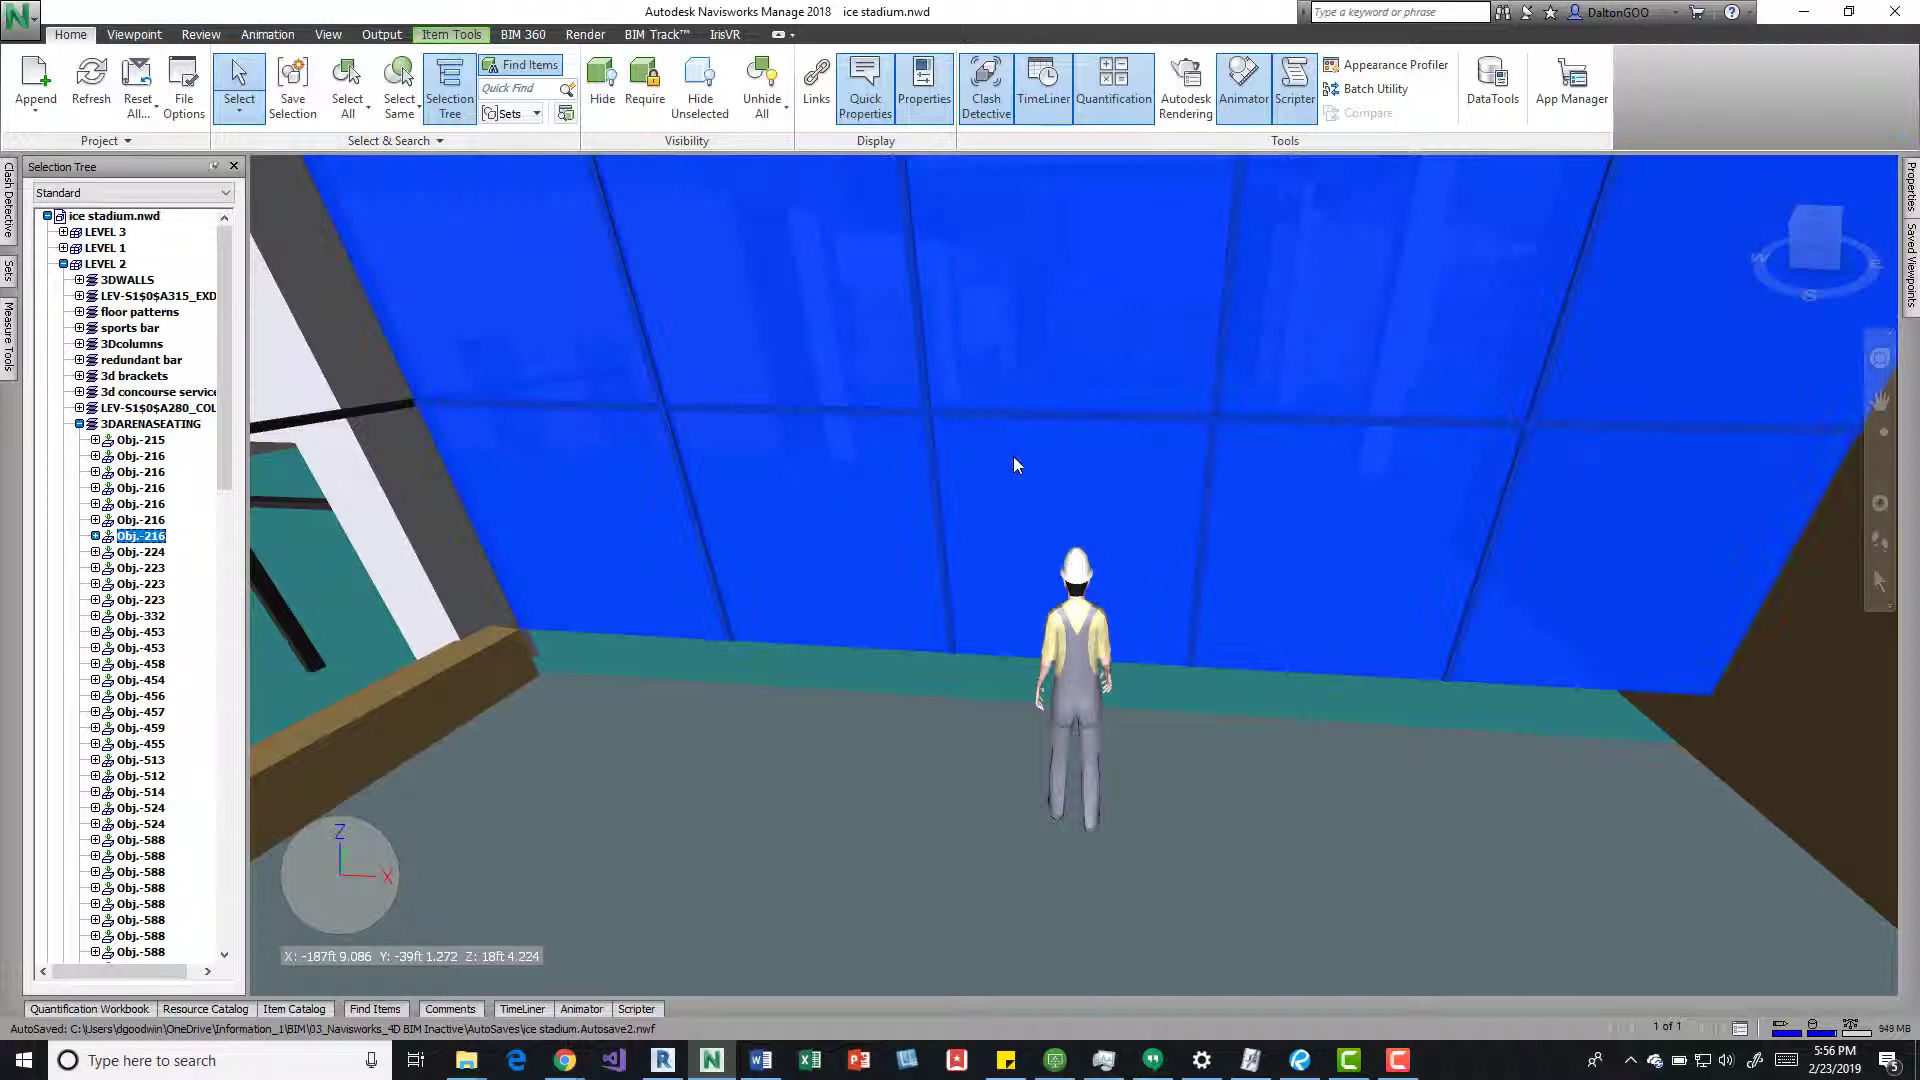 Autodesk Navisworks Manage 2018 ice stadium.nwd
Type a keyword or phrase
DaltonGOO
Home Viewpoint Review Animation View Output Item Tools BIM 360 Render BIM Track™ IrisVR
Append
Refresh
Reset All...
File Options
Project
Select
Save Selection
Select All
Select Same
Selection Tree
Find Items
Quick Find
Sets
Select & Search
Hide
Require
Hide Unselected
Unhide All
Visibility
Links
Quick Properties
Properties
Display
Clash Detective
TimeLiner
Quantification
Autodesk Rendering
Animator
Scripter
Appearance Profiler
Batch Utility
Compare
Tools
DataTools
App Manager
Clash Detective
Sets
Measure Tools
Selection Tree
Standard
ice stadium.nwd
LEVEL 3
LEVEL 1
LEVEL 2
3DWALLS
LEV-S1$0$A315_EXD
floor patterns
sports bar
3Dcolumns
redundant bar
3d brackets
3d concourse service
LEV-S1$0$A280_COL
3DARENASEATING
Obj.-215
Obj.-216
Obj.-216
Obj.-216
Obj.-216
Obj.-216
Obj.-216
Obj.-224
Obj.-223
Obj.-223
Obj.-223
Obj.-332
Obj.-453
Obj.-453
Obj.-458
Obj.-454
Obj.-456
Obj.-457
Obj.-459
Obj.-455
Obj.-513
Obj.-512
Obj.-514
Obj.-524
Obj.-524
Obj.-588
Obj.-588
Obj.-588
Obj.-588
Obj.-588
Obj.-588
Obj.-588
Obj.-588
W S E
Properties
Saved Viewpoints
Z
X
X: -187ft 9.086 Y: -39ft 1.272 Z: 18ft 4.224
Quantification Workbook Resource Catalog Item Catalog Find Items Comments TimeLiner Animator Scripter
AutoSaved: C:\Users\dgoodwin\OneDrive\Information_1\BIM\03_Navisworks_4D BIM Inactive\AutoSaves\ice stadium.Autosave2.nwf
1 of 1
949 MB
Type here to search
5:56 PM
2/23/2019
5